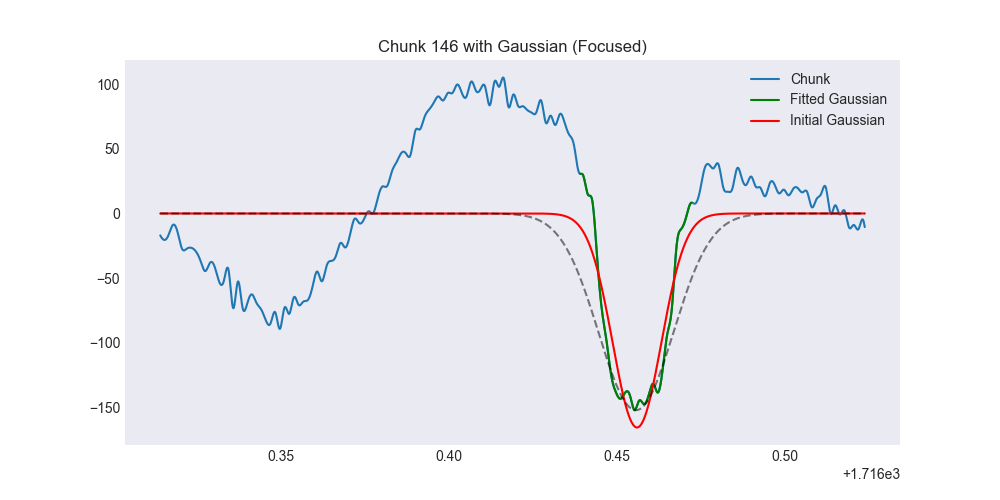 Chunk 146 with Gaussian (Focused)
Chunk
Fitted Gaussian
Initial Gaussian
100
50
0
−50
−100
−150
0.35 0.40 0.45 0.50
+1.716e3